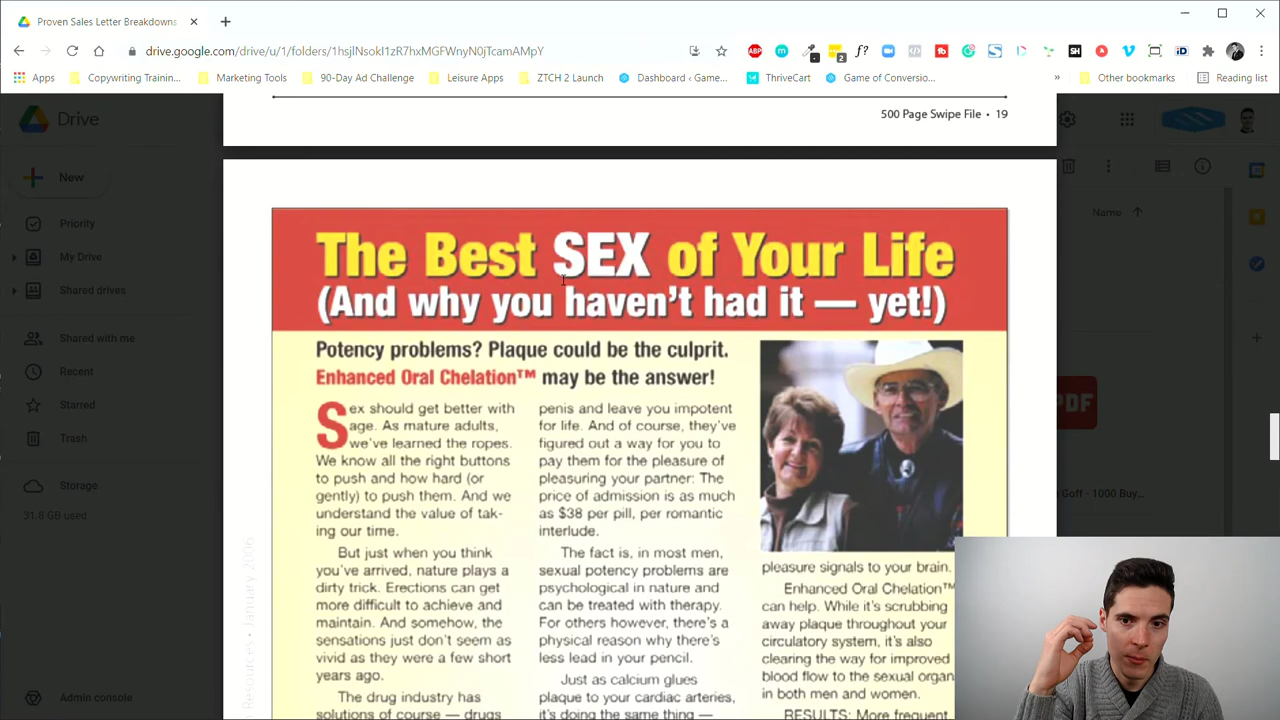 Proven Sales Letter Breakdowns
drive.google.com/drive/u/1/folders/1hsjlNsokI1zR7hxMGFWnyN0jTcamAMpY
ABP
2
SH
iD
Apps
Copywriting Trainin...
Marketing Tools
90-Day Ad Challenge
Leisure Apps
ZTCH 2 Launch
Dashboard ‹ Game...
ThriveCart
Game of Conversio...
»
Other bookmarks
Reading list
Drive
New
Priority
My Drive
Shared drives
Shared with me
Recent
Starred
Trash
Storage
31.8 GB used
Admin console
Name
PDF
Goff - 1000 Buy...
500 Page Swipe File • 19
The Best SEX of Your Life
(And why you haven't had it — yet!)
Potency problems? Plaque could be the culprit.
Enhanced Oral Chelation™ may be the answer!
Sex should get better with
age. As mature adults,
we've learned the ropes.
We know all the right buttons
to push and how hard (or
gently) to push them. And we
understand the value of tak-
ing our time.
But just when you think
you've arrived, nature plays a
dirty trick. Erections can get
more difficult to achieve and
maintain. And somehow, the
sensations just don't seem as
vivid as they were a few short
years ago.
The drug industry has
solutions of course — drugs
penis and leave you impotent
for life. And of course, they've
figured out a way for you to
pay them for the pleasure of
pleasuring your partner: The
price of admission is as much
as $38 per pill, per romantic
interlude.
The fact is, in most men,
sexual potency problems are
psychological in nature and
can be treated with therapy.
For others however, there's a
physical reason why there's
less lead in your pencil.
Just as calcium glues
plaque to your cardiac arteries,
it's doing the same thing —
pleasure signals to your brain.
Enhanced Oral Chelation™
can help. While it's scrubbing
away plaque throughout your
circulatory system, it's also
clearing the way for improved
blood flow to the sexual organ
in both men and women.
RESULTS: More frequent
Resources • January 2006